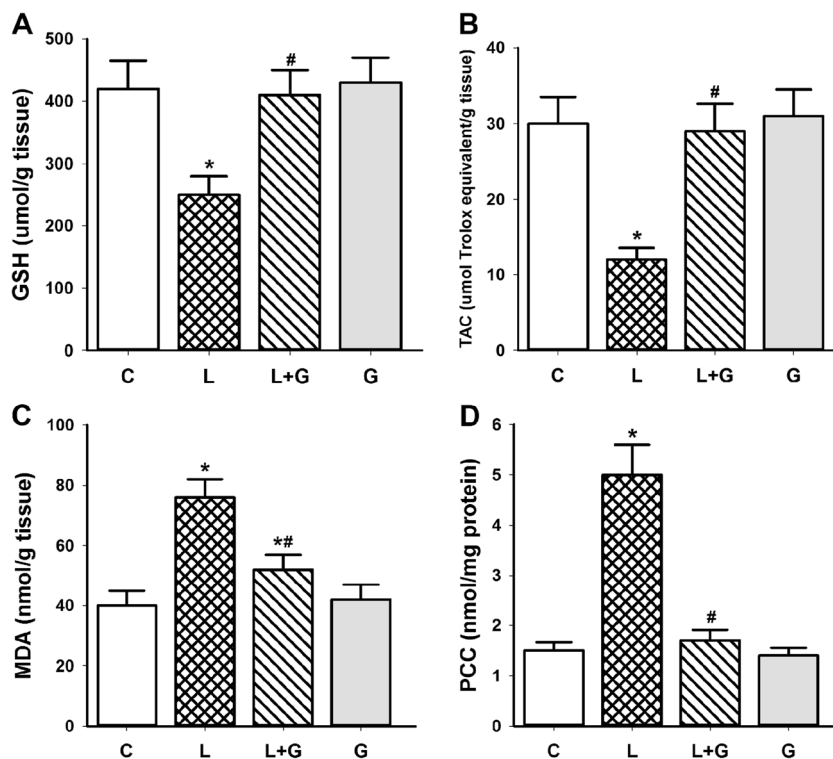 A
GSH (umol/g tissue)
500
400
300
200
100
0
*
#
C L L+G G
B
TAC (umol Trolox equivalent/g tissue)
40
30
20
10
0
*
#
C L L+G G
C
MDA (nmol/g tissue)
100
80
60
40
20
0
*
*#
C L L+G G
D
PCC (nmol/mg protein)
6
5
4
3
2
1
0
*
#
C L L+G G